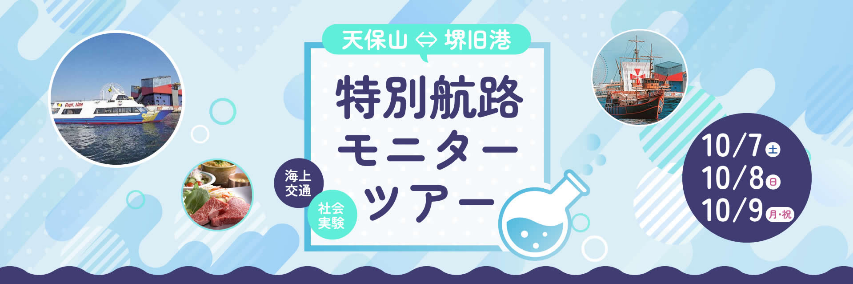 天保山 ⇔ 堺旧港
特別航路
モニター
ツアー
海上
交通
社会
実験
10/7 土
10/8 日
10/9 月・祝